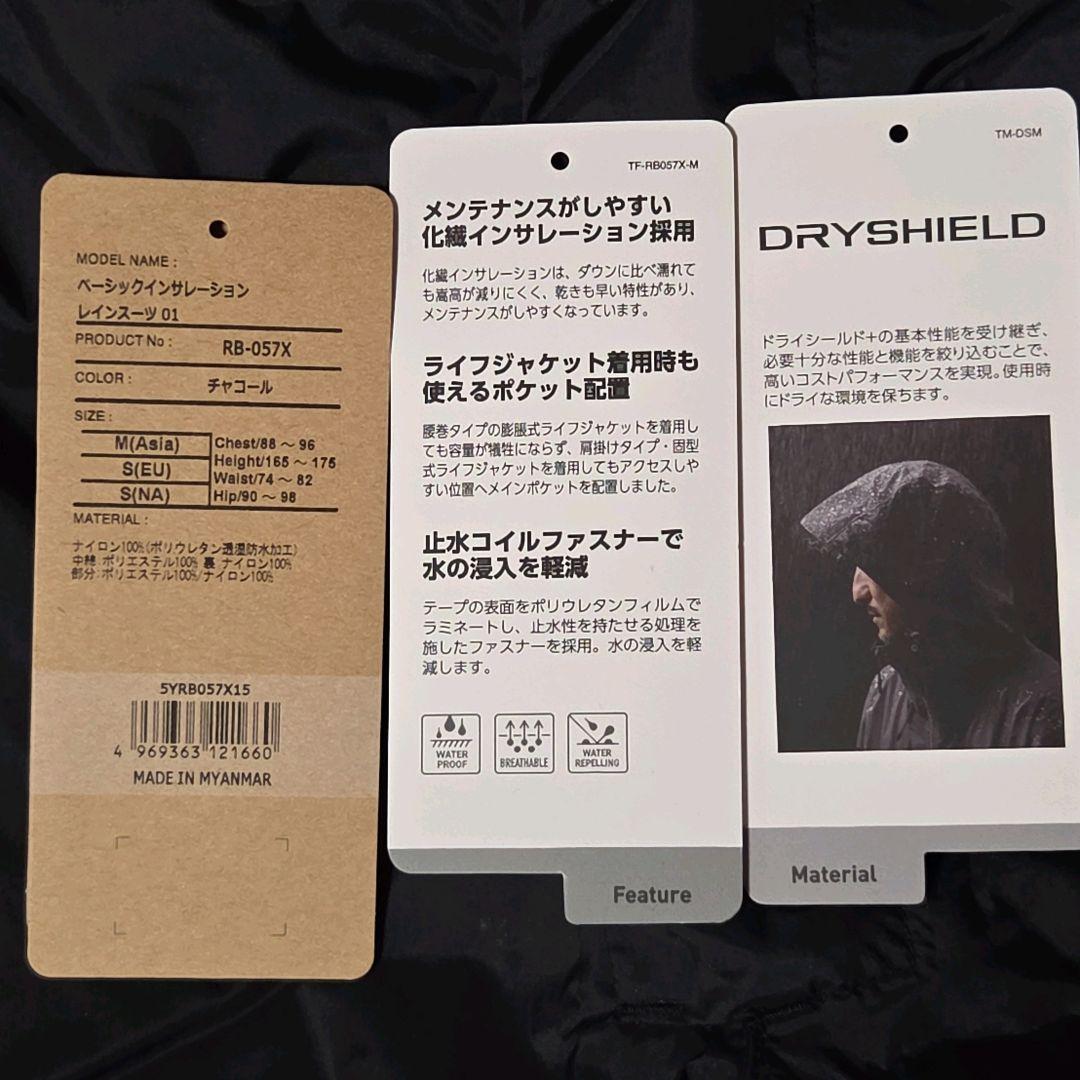 MODEL NAME :
ベーシックインサレーション
レインスーツ 01
PRODUCT No :
RB-057X
COLOR :
チャコール
SIZE :
M(Asia)
S(EU)
S(NA)
Chest/88 ～ 96
Height/165 ～ 175
Waist/74 ～ 82
Hip/90 ～ 98
MATERIAL :
ナイロン100%(ポリウレタン透湿防水加工)
中綿:ポリエステル100% 裏 ナイロン100%
部分:ポリエステル100%/ナイロン100%
5YRB057X15
4 969363 121660
MADE IN MYANMAR
TF-RB057X-M
メンテナンスがしやすい
化繊インサレーション採用
化繊インサレーションは、ダウンに比べ濡れて
も嵩高が減りにくく、乾きも早い特性があり、
メンテナンスがしやすくなっています。
ライフジャケット着用時も
使えるポケット配置
腰巻タイプの膨脹式ライフジャケットを着用し
ても容量が犠牲にならず、肩掛けタイプ・固型
式ライフジャケットを着用してもアクセスしや
すい位置へメインポケットを配置しました。
止水コイルファスナーで
水の浸入を軽減
テープの表面をポリウレタンフィルムで
ラミネートし、止水性を持たせる処理を
施したファスナーを採用。水の浸入を軽
減します。
WATER
PROOF
BREATHABLE
WATER
REPELLING
Feature
TM-DSM
DRYSHIELD
ドライシールド+の基本性能を受け継ぎ、
必要十分な性能と機能を絞り込むことで、
高いコストパフォーマンスを実現。使用時
にドライな環境を保ちます。
Material